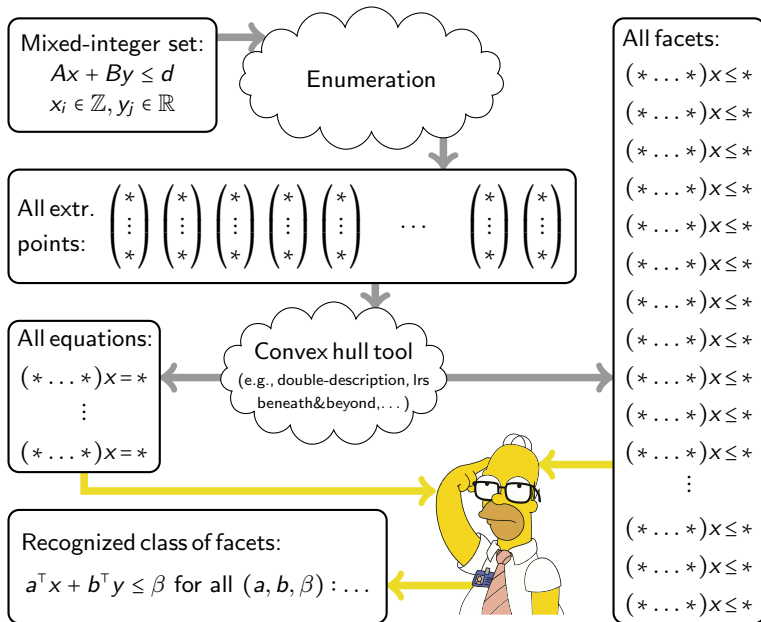 Mixed-integer set:
Ax + By ≤ d
x_i ∈ ℤ, y_j ∈ ℝ
Enumeration
All extr.
points:
(* ⋮ *) (* ⋮ *) (* ⋮ *) (* ⋮ *) (* ⋮ *) … (* ⋮ *) (* ⋮ *)
All equations:
(* … *)x = *
⋮
(* … *)x = *
Convex hull tool
(e.g., double-description, lrs
beneath&beyond,…)
All facets:
(* … *)x ≤ *
(* … *)x ≤ *
(* … *)x ≤ *
(* … *)x ≤ *
(* … *)x ≤ *
(* … *)x ≤ *
(* … *)x ≤ *
(* … *)x ≤ *
(* … *)x ≤ *
(* … *)x ≤ *
(* … *)x ≤ *
⋮
(* … *)x ≤ *
(* … *)x ≤ *
(* … *)x ≤ *
Recognized class of facets:
a^⊤x + b^⊤y ≤ β for all (a, b, β) : …